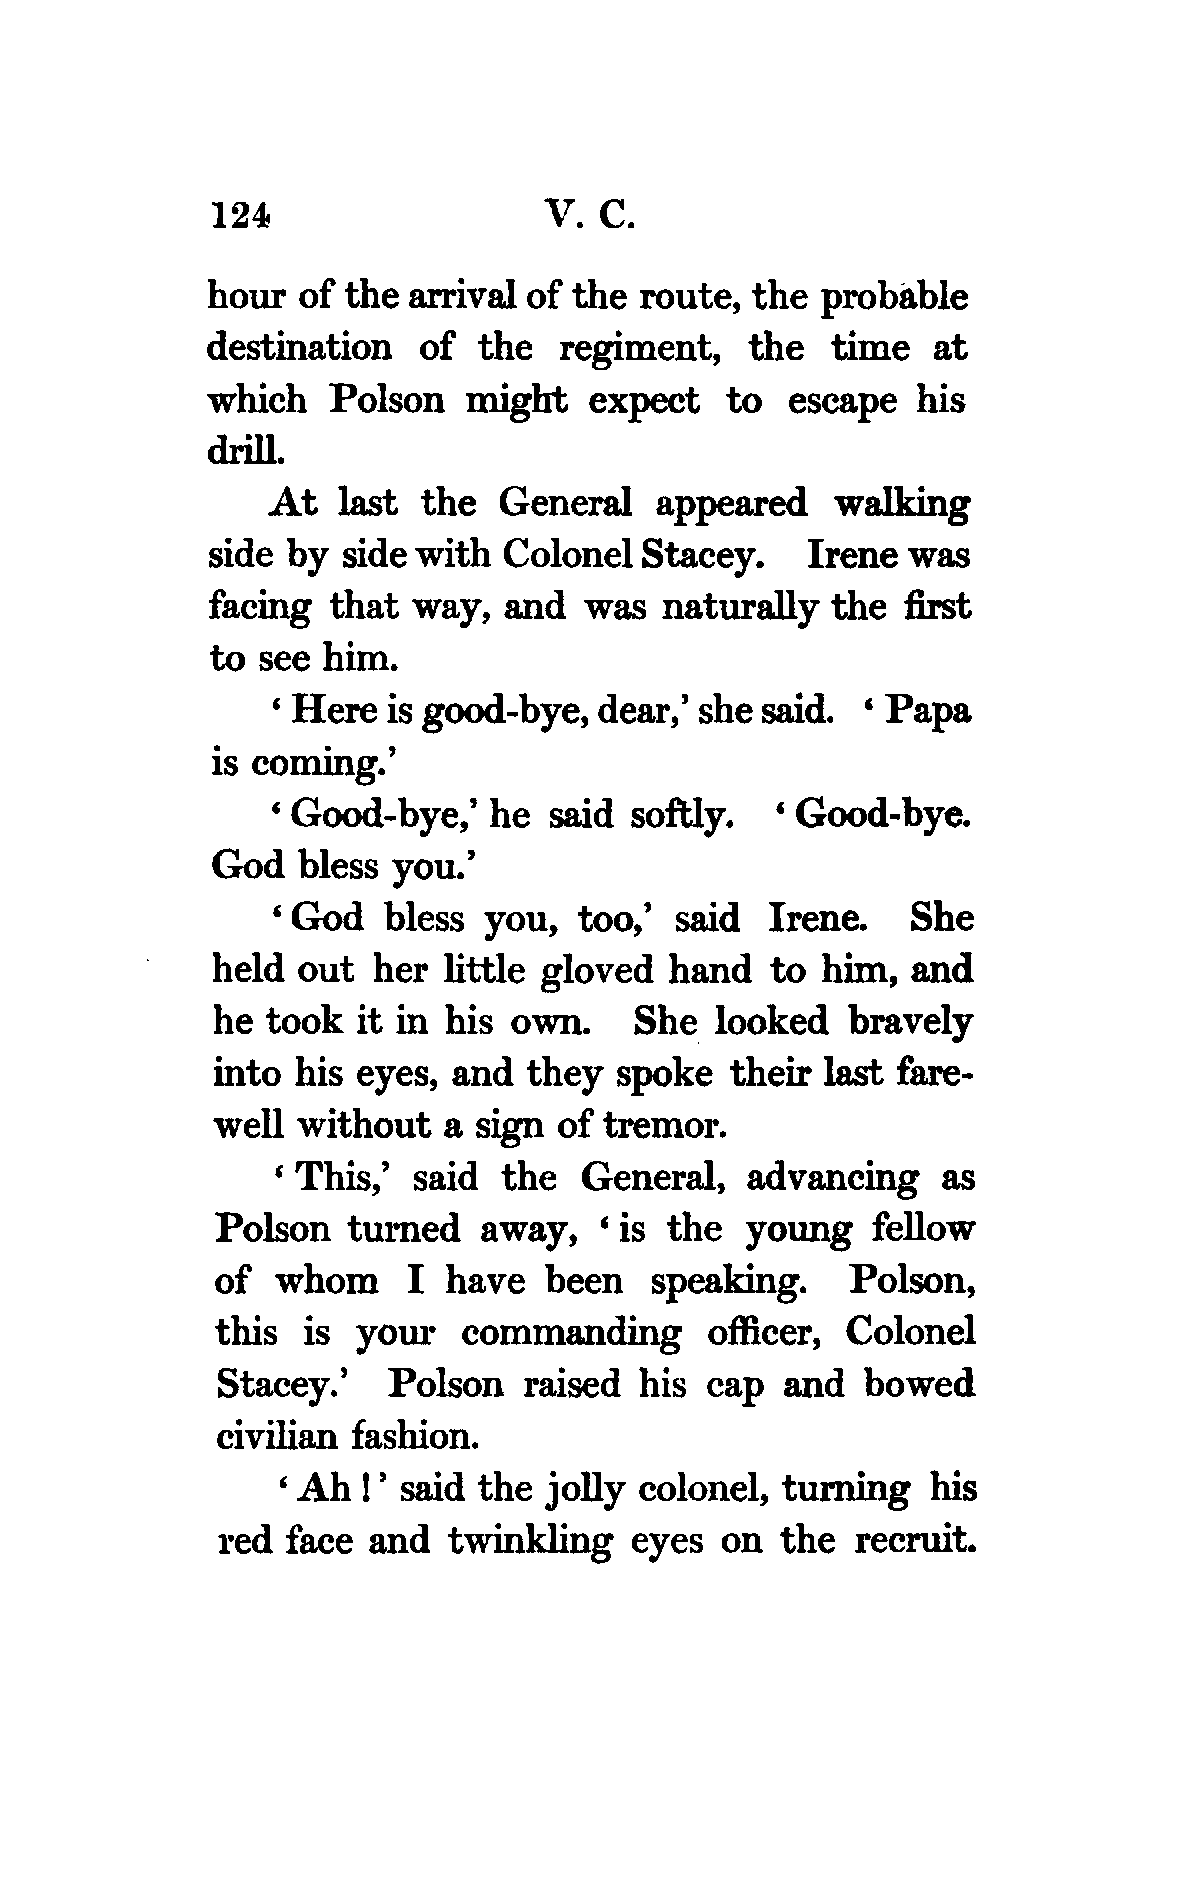 124 V. C.
hour of the arrival of the route, the probable
destination of the regiment, the time at
which Polson might expect to escape his
drill.
At last the General appeared walking
side by side with Colonel Stacey. Irene was
facing that way, and was naturally the first
to see him.
‘ Here is good-bye, dear,’ she said. ‘ Papa
is coming.’
‘ Good-bye,’ he said softly. ‘ Good-bye.
God bless you.’
‘ God bless you, too,’ said Irene. She
held out her little gloved hand to him, and
he took it in his own. She looked bravely
into his eyes, and they spoke their last fare-
well without a sign of tremor.
‘ This,’ said the General, advancing as
Polson turned away, ‘ is the young fellow
of whom I have been speaking. Polson,
this is your commanding officer, Colonel
Stacey.’ Polson raised his cap and bowed
civilian fashion.
‘ Ah ! ’ said the jolly colonel, turning his
red face and twinkling eyes on the recruit.